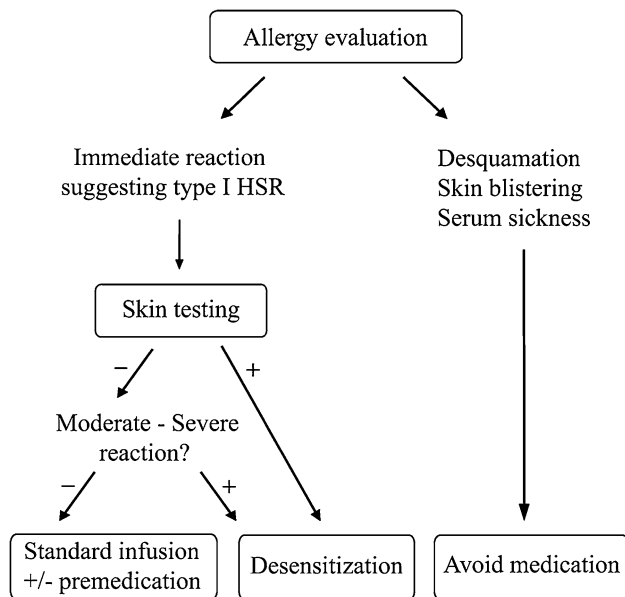 Allergy evaluation
Immediate reaction
suggesting type I HSR
Desquamation
Skin blistering
Serum sickness
Skin testing
−
+
Moderate - Severe
reaction?
−
+
Standard infusion
+/- premedication
Desensitization
Avoid medication